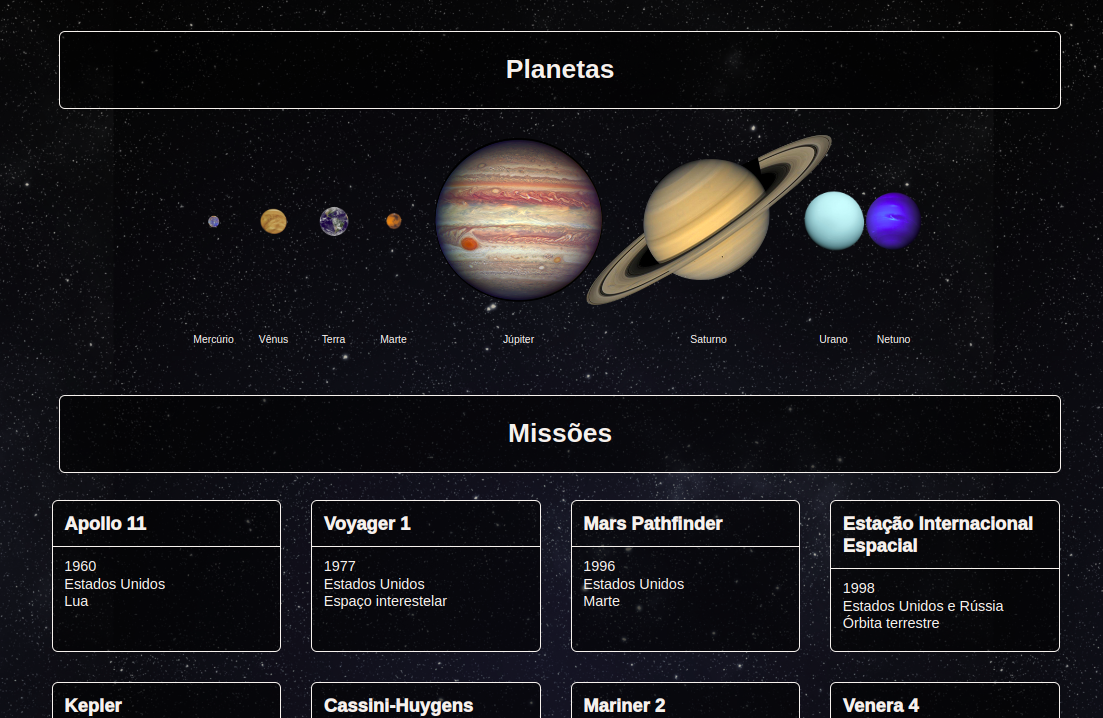 Planetas
Mercúrio Vênus Terra Marte Júpiter Saturno Urano Netuno
Missões
Apollo 11
1960
Estados Unidos
Lua
Voyager 1
1977
Estados Unidos
Espaço interestelar
Mars Pathfinder
1996
Estados Unidos
Marte
Estação Internacional
Espacial
1998
Estados Unidos e Rússia
Órbita terrestre
Kepler
Cassini-Huygens
Mariner 2
Venera 4